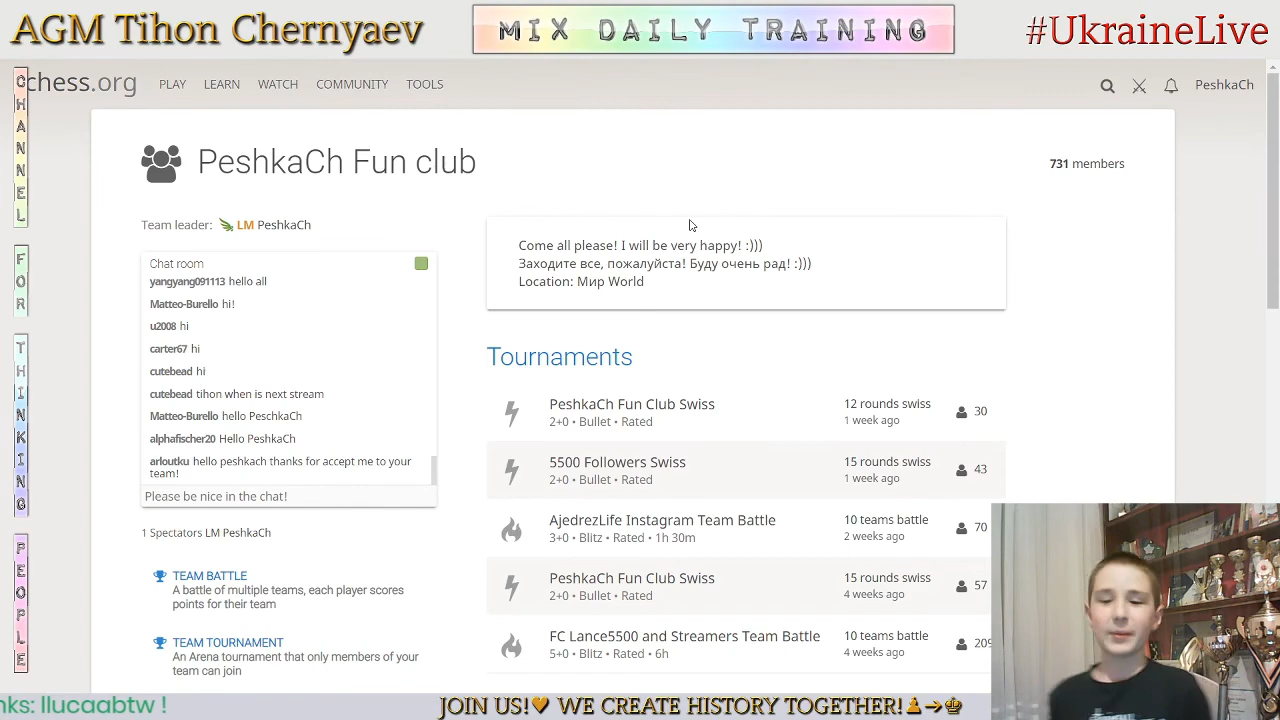 AGM Tihon Chernyaev
MIX DAILY TRAINING
#UkraineLive
CHANNEL
FOR
THINKING
PEOPLE
chess.org
PLAY LEARN WATCH COMMUNITY TOOLS
PeshkaCh
PeshkaCh Fun club
731 members
Team leader: LM PeshkaCh
Chat room
yangyang091113 hello all
Matteo-Burello hi!
u2008 hi
carter67 hi
cutebead hi
cutebead tihon when is next stream
Matteo-Burello hello PeschkaCh
alphafischer20 Hello PeshkaCh
arloutku hello peshkach thanks for accept me to your
team!
Please be nice in the chat!
1 Spectators LM PeshkaCh
TEAM BATTLE
A battle of multiple teams, each player scores
points for their team
TEAM TOURNAMENT
An Arena tournament that only members of your
team can join
Come all please! I will be very happy! :)))
Заходите все, пожалуйста! Буду очень рад! :)))
Location: Мир World
Tournaments
PeshkaCh Fun Club Swiss
2+0 • Bullet • Rated
12 rounds swiss
1 week ago
30
5500 Followers Swiss
2+0 • Bullet • Rated
15 rounds swiss
1 week ago
43
AjedrezLife Instagram Team Battle
3+0 • Blitz • Rated • 1h 30m
10 teams battle
2 weeks ago
70
PeshkaCh Fun Club Swiss
2+0 • Bullet • Rated
15 rounds swiss
4 weeks ago
57
FC Lance5500 and Streamers Team Battle
5+0 • Blitz • Rated • 6h
10 teams battle
4 weeks ago
nks: llucaabtw !
JOIN US!♥ WE CREATE HISTORY TOGETHER!♟→♚